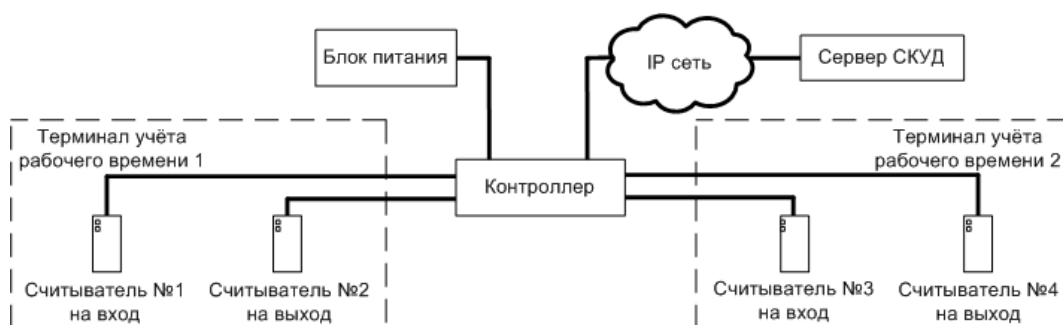 Блок питания
IP сеть
Сервер СКУД
Терминал учёта
рабочего времени 1
Терминал учёта
рабочего времени 2
Контроллер
Считыватель №1
на вход
Считыватель №2
на выход
Считыватель №3
на вход
Считыватель №4
на выход